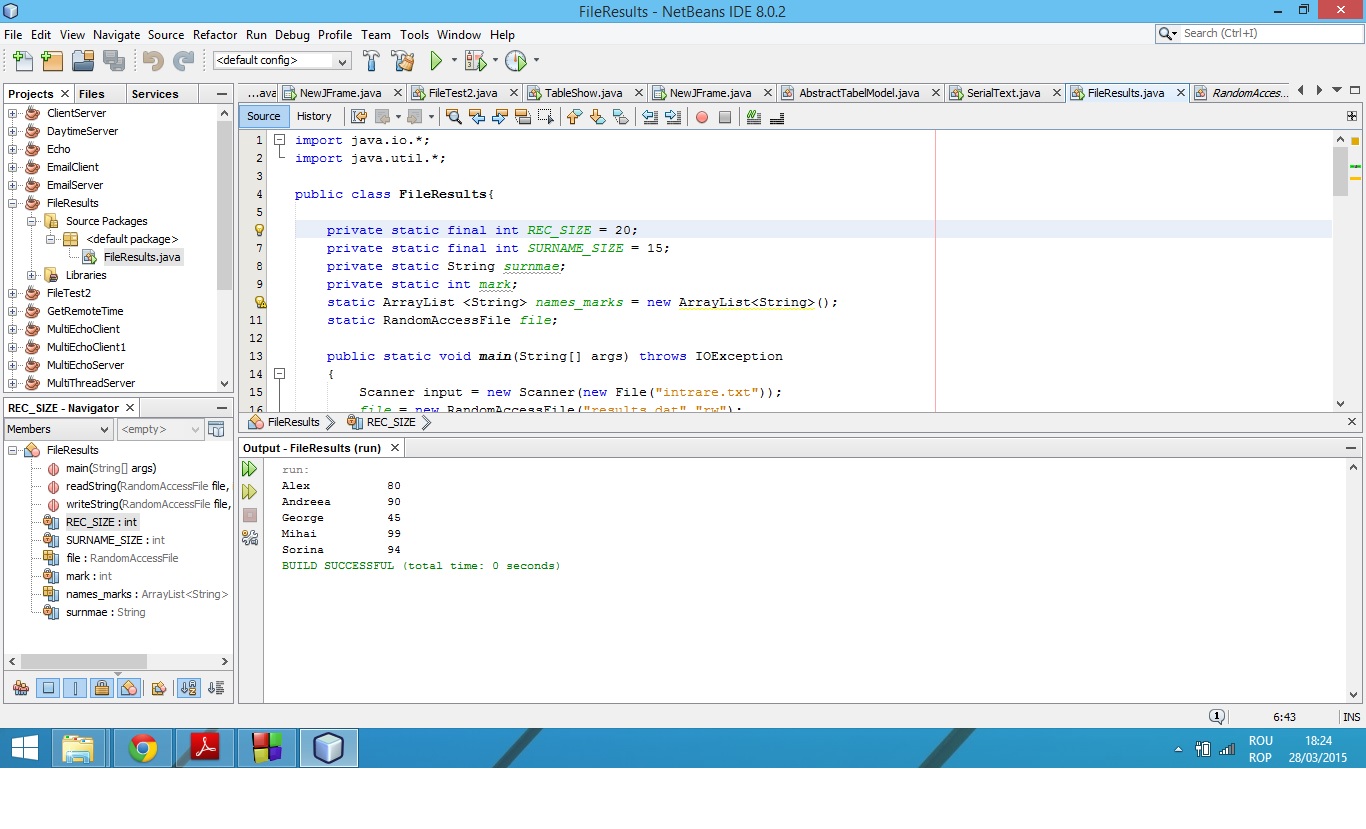 FileResults - NetBeans IDE 8.0.2
File Edit View Navigate Source Refactor Run Debug Profile Team Tools Window Help
Search (Ctrl+I)
<default config>
Projects Files Services
ClientServer
DaytimeServer
Echo
EmailClient
EmailServer
FileResults
Source Packages
<default package>
FileResults.java
Libraries
FileTest2
GetRemoteTime
MultiEchoClient
MultiEchoClient1
MultiEchoServer
MultiThreadServer
REC_SIZE - Navigator
Members <empty>
FileResults
main(String[] args)
readString(RandomAccessFile file,
writeString(RandomAccessFile file,
REC_SIZE : int
SURNAME_SIZE : int
file : RandomAccessFile
mark : int
names_marks : ArrayList<String>
surnmae : String
...ava NewJFrame.java FileTest2.java TableShow.java NewJFrame.java AbstractTabelModel.java SerialText.java FileResults.java RandomAcces...
Source History
1 import java.io.*;
2 import java.util.*;
3
4 public class FileResults{
5
private static final int REC_SIZE = 20;
7 private static final int SURNAME_SIZE = 15;
8 private static String surnmae;
9 private static int mark;
static ArrayList <String> names_marks = new ArrayList<String>();
11 static RandomAccessFile file;
12
13 public static void main(String[] args) throws IOException
14 {
15 Scanner input = new Scanner(new File("intrare.txt"));
16 file = new RandomAccessFile("results.dat","rw");
FileResults REC_SIZE
Output - FileResults (run)
run:
Alex 80
Andreea 90
George 45
Mihai 99
Sorina 94
BUILD SUCCESSFUL (total time: 0 seconds)
1 6:43 INS
ROU 18:24
ROP 28/03/2015